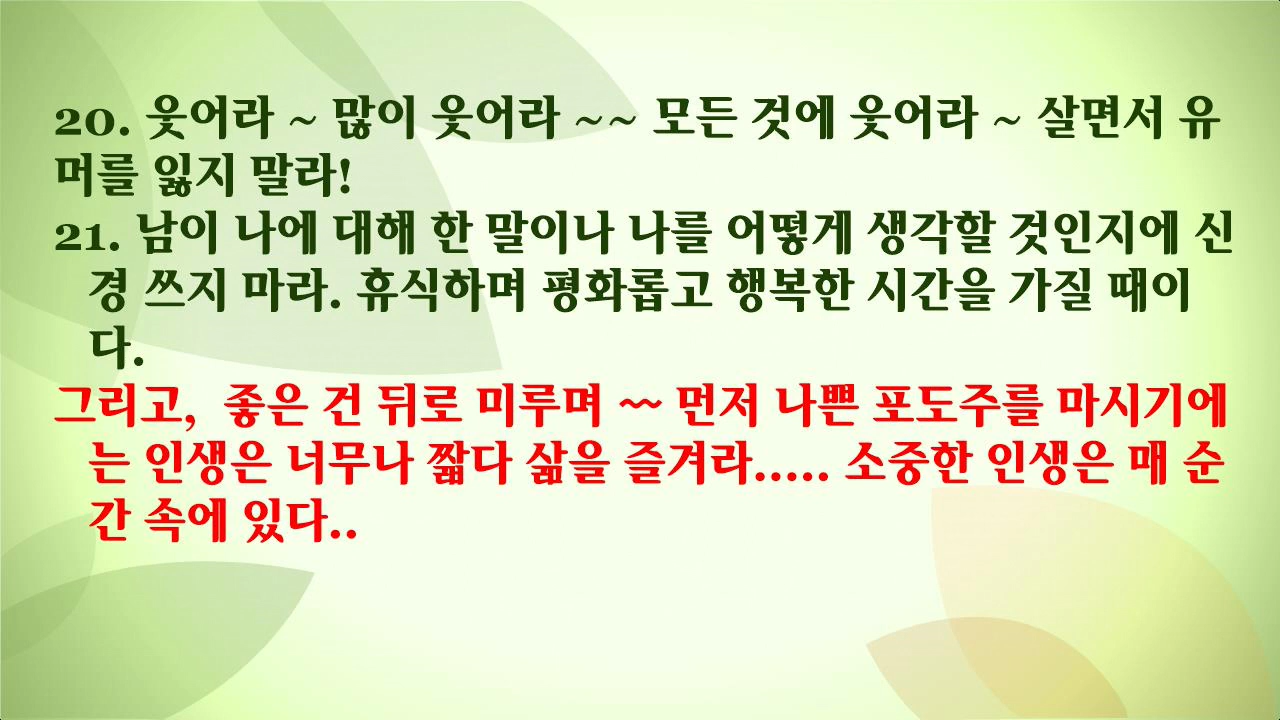 20. 웃어라 ~ 많이 웃어라 ~~ 모든 것에 웃어라 ~ 살면서 유
머를 잃지 말라!
21. 남이 나에 대해 한 말이나 나를 어떻게 생각할 것인지에 신
경 쓰지 마라. 휴식하며 평화롭고 행복한 시간을 가질 때이
다.
그리고, 좋은 건 뒤로 미루며 ~~ 먼저 나쁜 포도주를 마시기에
는 인생은 너무나 짧다 삶을 즐겨라..... 소중한 인생은 매 순
간 속에 있다..